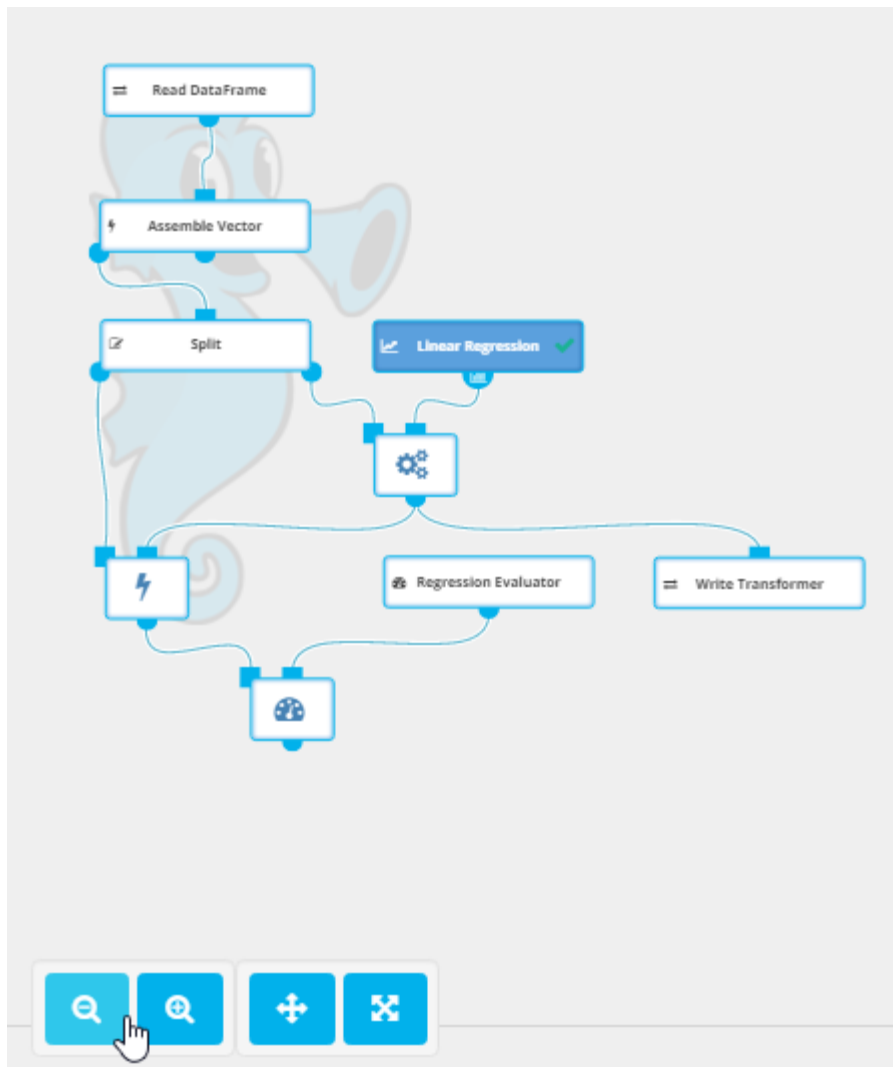 Read DataFrame
Assemble Vector
Split
Linear Regression
Regression Evaluator
Write Transformer